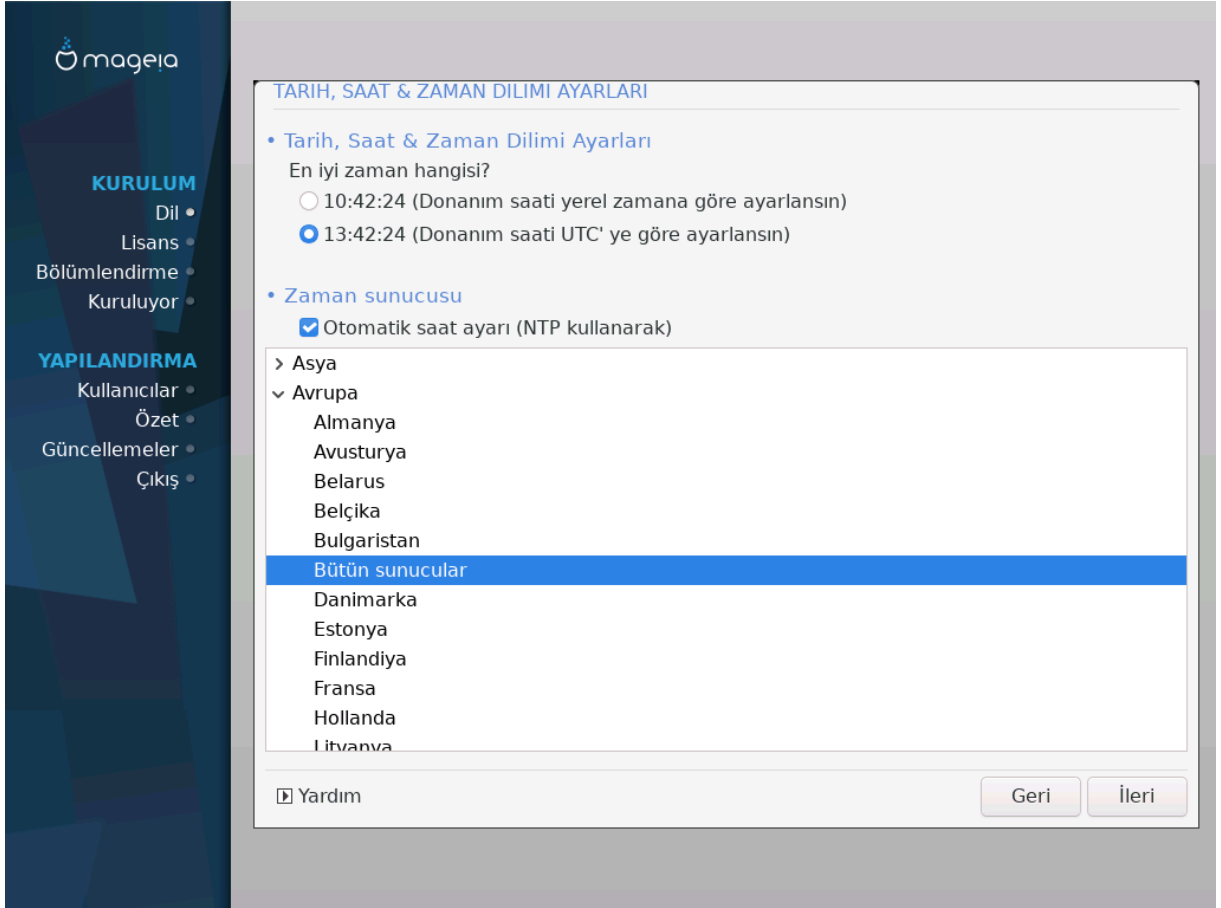 mageia
KURULUM
Dil
Lisans
Bölümlendirme
Kuruluyor
YAPILANDIRMA
Kullanıcılar
Özet
Güncellemeler
Çıkış
TARIH, SAAT & ZAMAN DILIMI AYARLARI
• Tarih, Saat & Zaman Dilimi Ayarları
En iyi zaman hangisi?
10:42:24 (Donanım saati yerel zamana göre ayarlansın)
13:42:24 (Donanım saati UTC' ye göre ayarlansın)
• Zaman sunucusu
Otomatik saat ayarı (NTP kullanarak)
Asya
Avrupa
Almanya
Avusturya
Belarus
Belçika
Bulgaristan
Bütün sunucular
Danimarka
Estonya
Finlandiya
Fransa
Hollanda
Litvanya
Yardım
Geri
İleri